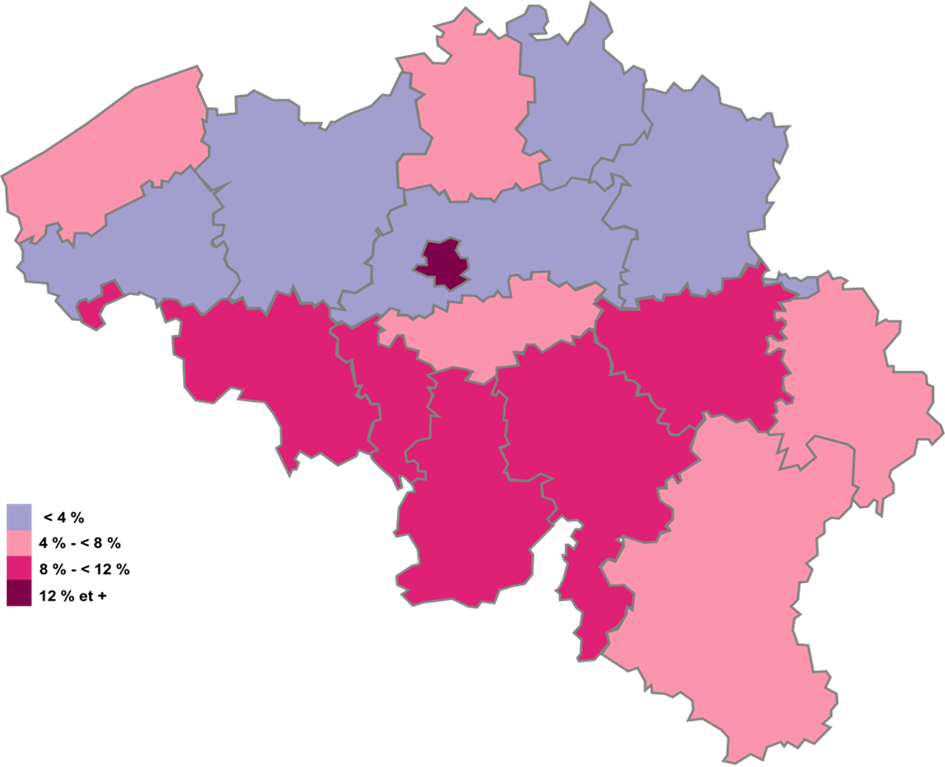 < 4 %
4 % - < 8 %
8 % - < 12 %
12 % et +